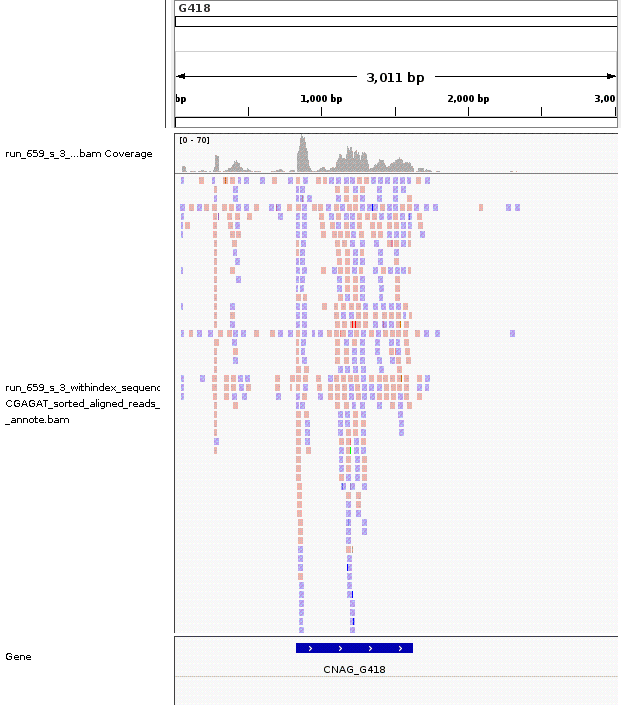 G418
3,011 bp
bp
1,000 bp
2,000 bp
3,00
run_659_s_3_...bam Coverage
[0 - 70]
run_659_s_3_withindex_sequenc
CGAGAT_sorted_aligned_reads_
_annote.bam
Gene
CNAG_G418